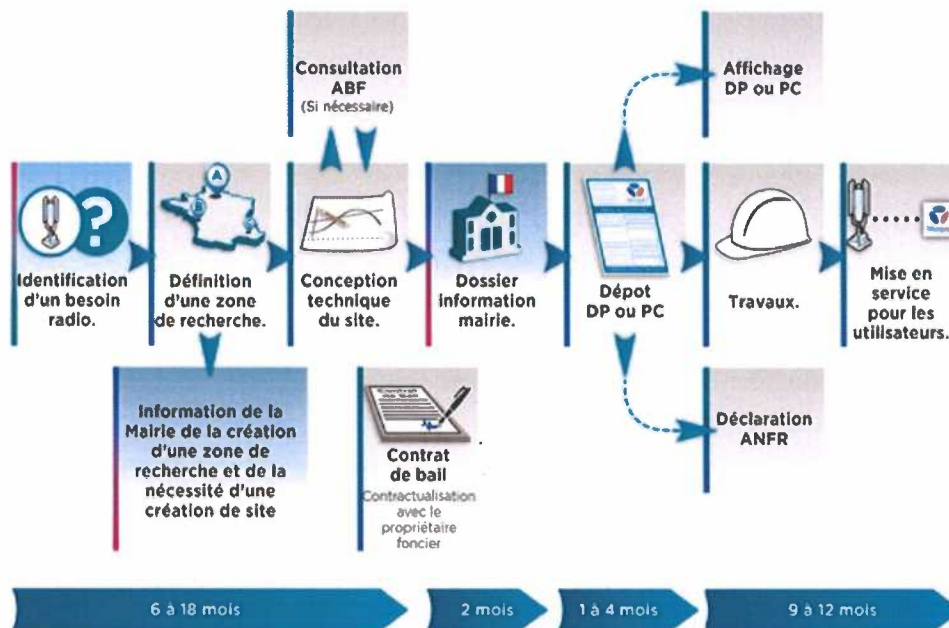 Consultation
ABF
(Si nécessaire)
Affichage
DP ou PC
A
B
Identification
d'un besoin
radio.
Définition
d'une zone
de recherche.
Conception
technique
du site.
Dossier
information
mairie.
Dépot
DP ou PC
Travaux.
Mise en
service
pour les
utilisateurs.
Information de la
Mairie de la création
d'une zone de
recherche et de la
nécessité d'une
création de site
Contrat
de bail
Contrat
de bail
Contractualisation
avec le
propriétaire
foncier
Déclaration
ANFR
6 à 18 mois
2 mois
1 à 4 mois
9 à 12 mois